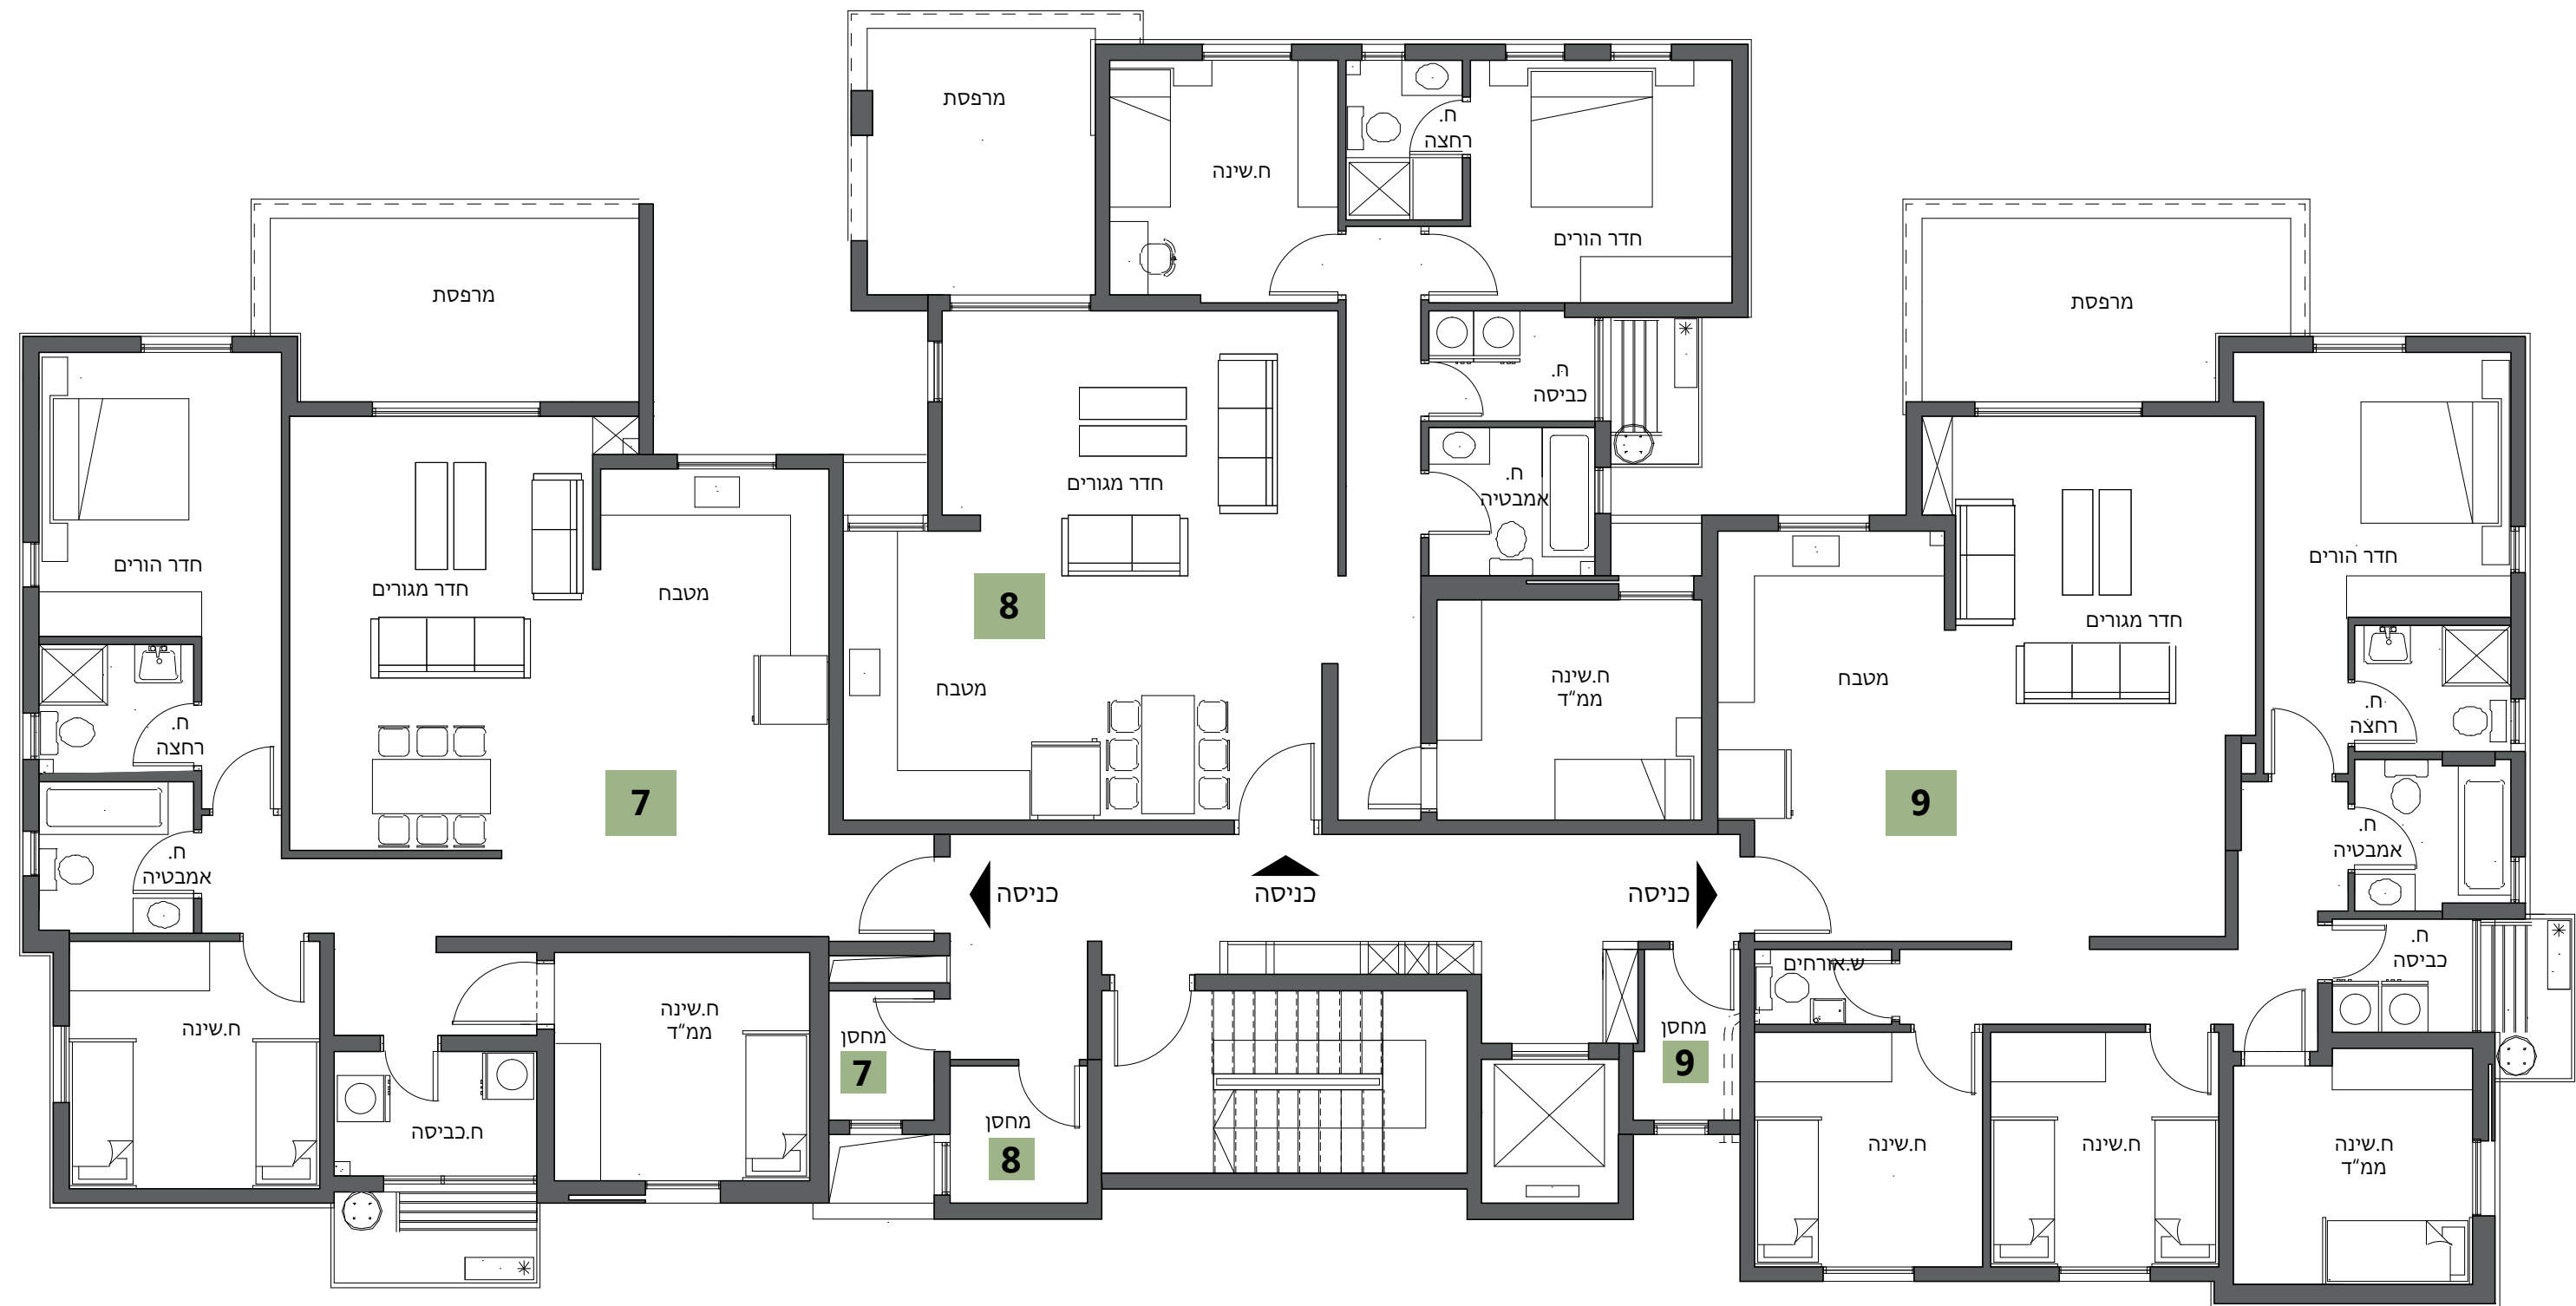 מרפסת
ח.שינה
ח.
רחצה
חדר הורים
מרפסת
מרפסת
ח.
כביסה
חדר מגורים
ח.
אמבטיה
חדר הורים
חדר מגורים
מטבח
8
מטבח
ח.שינה
ממ"ד
מטבח
חדר מגורים
חדר הורים
ח.
רחצה
7
9
ח.
רחצה
ח.
אמבטיה
ח.
אמבטיה
כניסה
כניסה
כניסה
ח.שינה
ח.שינה
ממ"ד
מחסן
7
מחסן
9
ש.אורחים
ח.
כביסה
ח.כביסה
מחסן
8
ח.שינה
ח.שינה
ח.שינה
ממ"ד